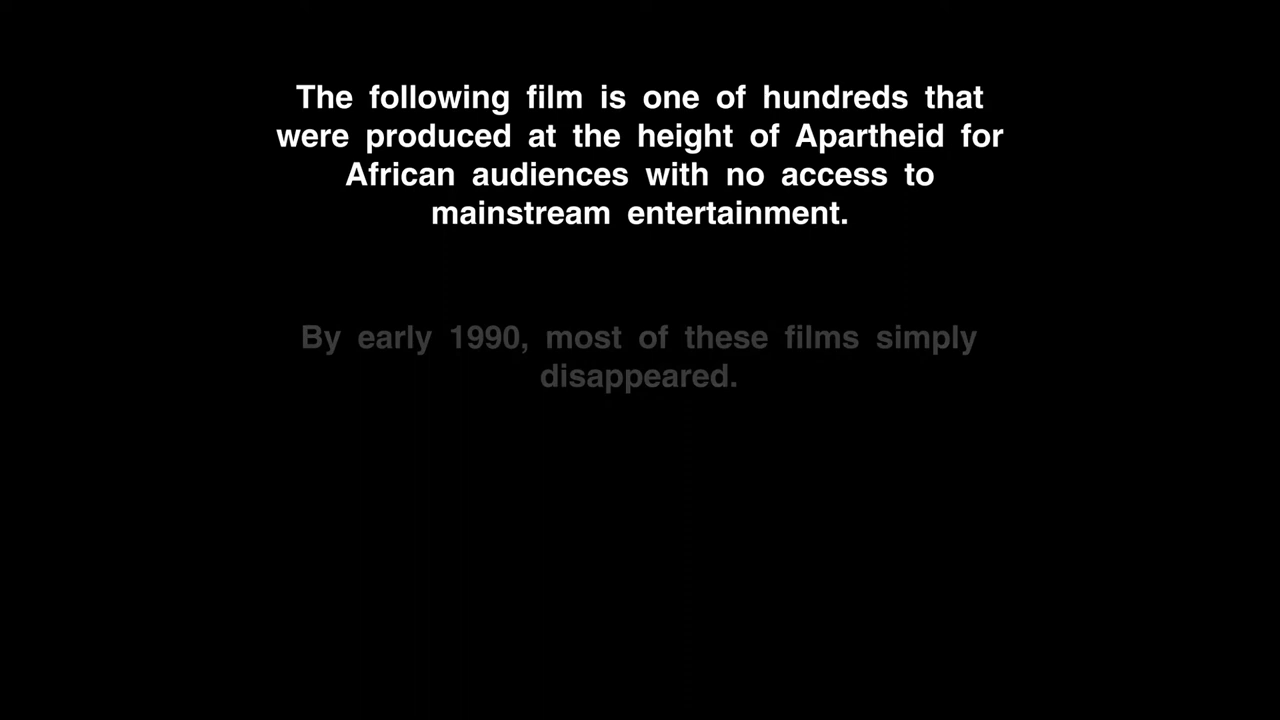 The following film is one of hundreds that
were produced at the height of Apartheid for
African audiences with no access to
mainstream entertainment.
By early 1990, most of these films simply
disappeared.